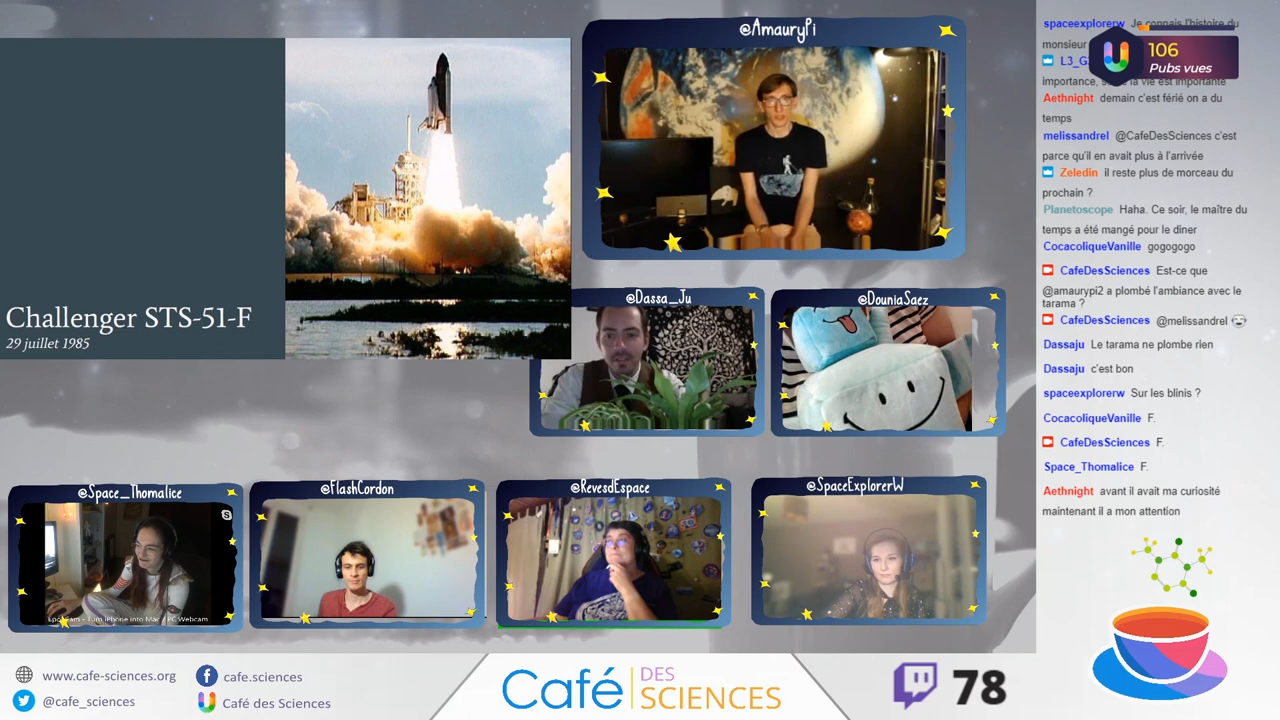 @AmauryPi
Challenger STS-51-F
29 juillet 1985
@Dassa_Ju
@DouniaSaez
@Space_Thomalice
@FlashCordon
@RevesdEspace
@SpaceExplorerW
spaceexplorerw Je connais l'histoire du
monsieur
106
Pubs vues
importance, la vie est importante
Aethnight demain c'est férié on a du
temps
melissandrel @CafeDesSciences c'est
parce qu'il en avait plus à l'arrivée
Zeledin il reste plus de morceau du
prochain ?
Planetoscope Haha. Ce soir, le maître du
temps a été mangé pour le diner
CocacoliqueVanille gogogogo
CafeDesSciences Est-ce que
@amaurypi2 a plombé l'ambiance avec le
tarama ?
CafeDesSciences @melissandrel
Dassaju Le tarama ne plombe rien
Dassaju c'est bon
spaceexplorerw Sur les blinis ?
CocacoliqueVanille F.
CafeDesSciences F.
Space_Thomalice F.
Aethnight avant il avait ma curiosité
maintenant il a mon attention
www.cafe-sciences.org
cafe.sciences
@cafe_sciences
Café des Sciences
Café DES SCIENCES
78